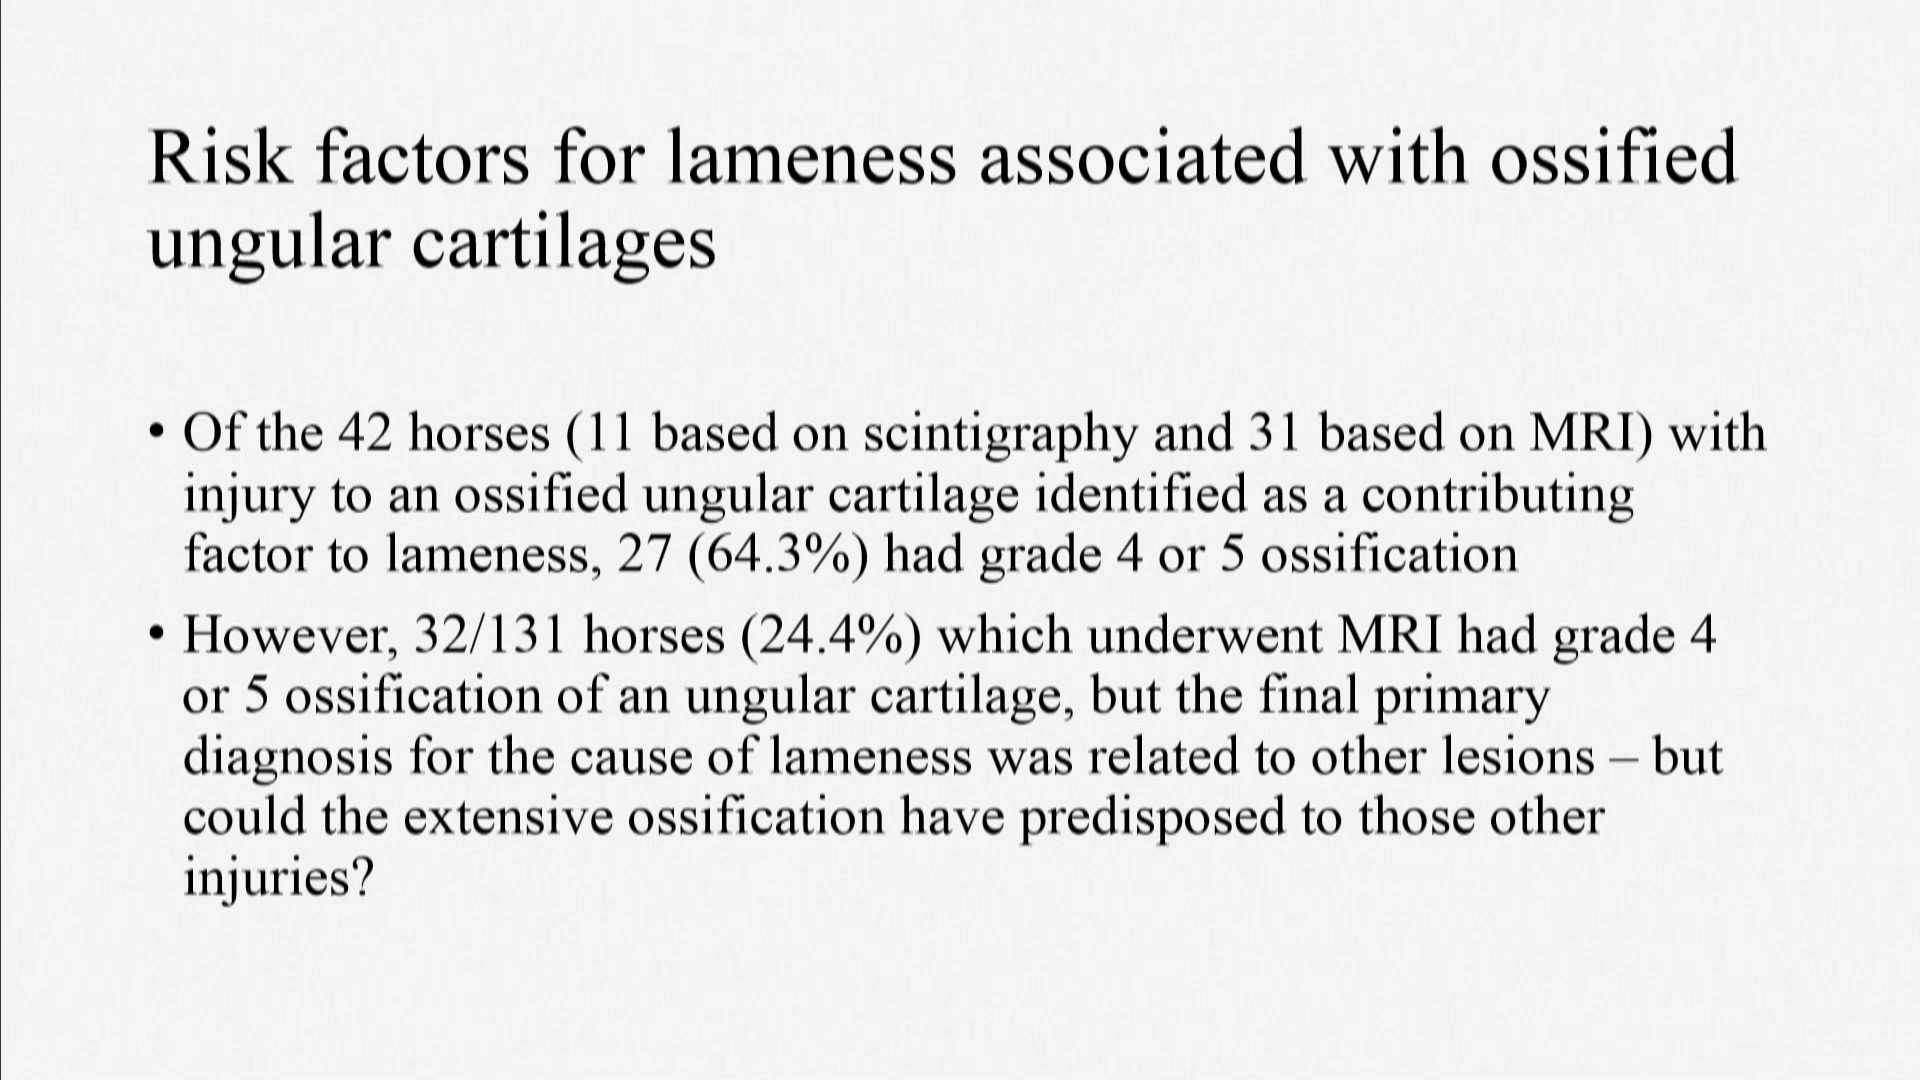 Risk factors for lameness associated with ossified
ungular cartilages
• Of the 42 horses (11 based on scintigraphy and 31 based on MRI) with
injury to an ossified ungular cartilage identified as a contributing
factor to lameness, 27 (64.3%) had grade 4 or 5 ossification
• However, 32/131 horses (24.4%) which underwent MRI had grade 4
or 5 ossification of an ungular cartilage, but the final primary
diagnosis for the cause of lameness was related to other lesions – but
could the extensive ossification have predisposed to those other
injuries?